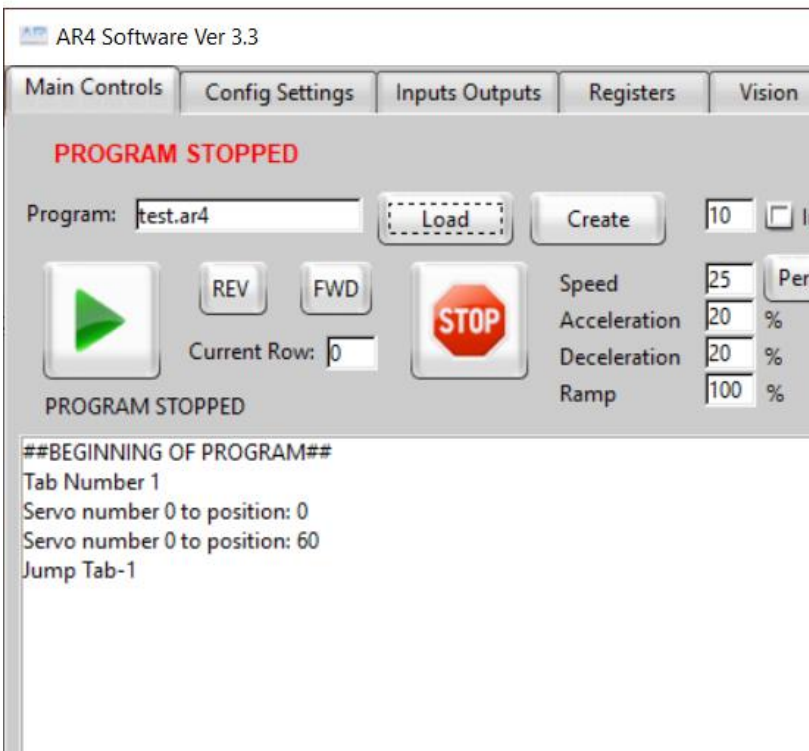 AR4 Software Ver 3.3
Main Controls Config Settings Inputs Outputs Registers Vision
PROGRAM STOPPED
Program: test.ar4 Load Create 10
REV FWD STOP Speed 25 Per
Acceleration 20 %
Current Row: 0 Deceleration 20 %
Ramp 100 %
PROGRAM STOPPED
##BEGINNING OF PROGRAM##
Tab Number 1
Servo number 0 to position: 0
Servo number 0 to position: 60
Jump Tab-1